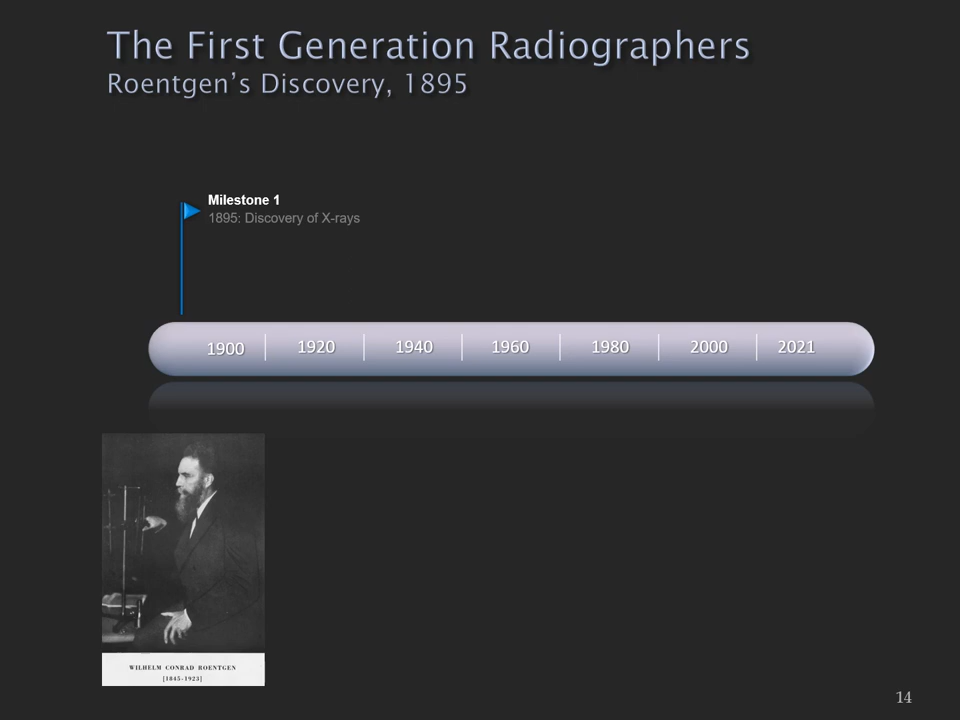 The First Generation Radiographers
Roentgen's Discovery, 1895
Milestone 1
1895: Discovery of X-rays
1900 1920 1940 1960 1980 2000 2021
WILHELM CONRAD ROENTGEN
[1845-1923]
14